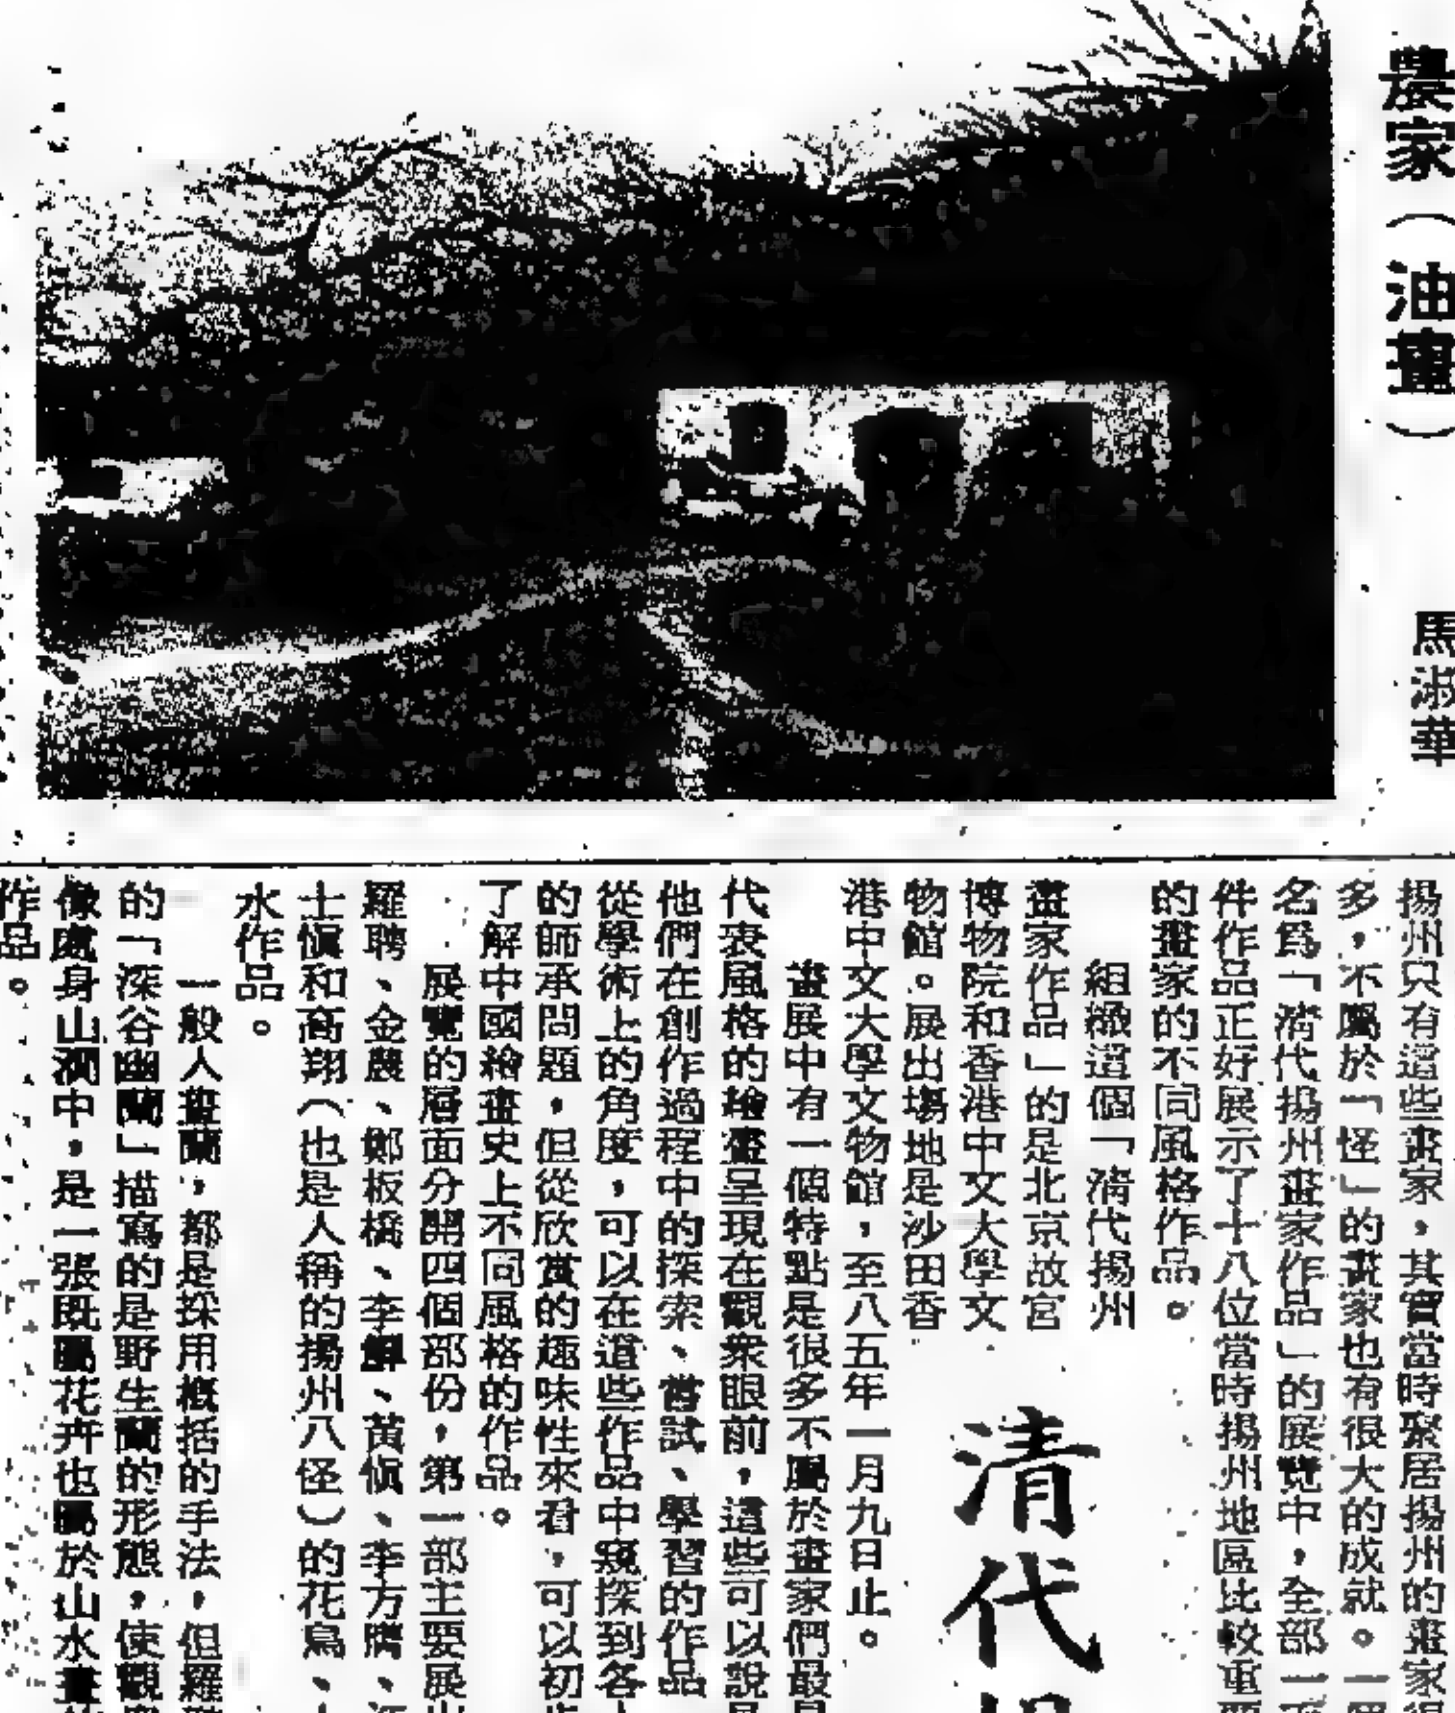 農家（油畫）
馬淑華
揚州只有這些畫家，其實當時聚居揚州的畫家很
多，不屬於「怪」的畫家也有很大的成就。一個
名爲「清代揚州畫家作品」的展覽中，全部一百
件作品正好展示了十八位當時揚州地區比較重要
的畫家的不同風格作品。
組織這個「清代揚州
畫家作品」的是北京故宮
博物院和香港中文大學文
物館。展出場地是沙田香
港中文大學文物館，至八五年一月九日止。
清代
畫展中有一個特點是很多不屬於畫家們最具
代表風格的繪畫呈現在觀衆眼前，這些可以說是
他們在創作過程中的探索、嘗試、學習的作品
從學術上的角度，可以在這些作品中窺探到各
的師承問題，但從欣賞的趣味性來看，可以初步
了解中國繪畫史上不同風格的作品。
展覽的層面分開四個部份，第一部主要展出
羅聘、金農、鄭板橋、李鱓、黃慎、李方膺、汪
士慎和高翔（也是人稱的揚州八怪）的花鳥、
水作品。
一般人畫蘭，都是採用概括的手法，但羅聘
的「深谷幽蘭」描寫的是野生蘭的形態，使觀
像處身山澗中，是一張既屬花卉也屬於山水畫的
作品。